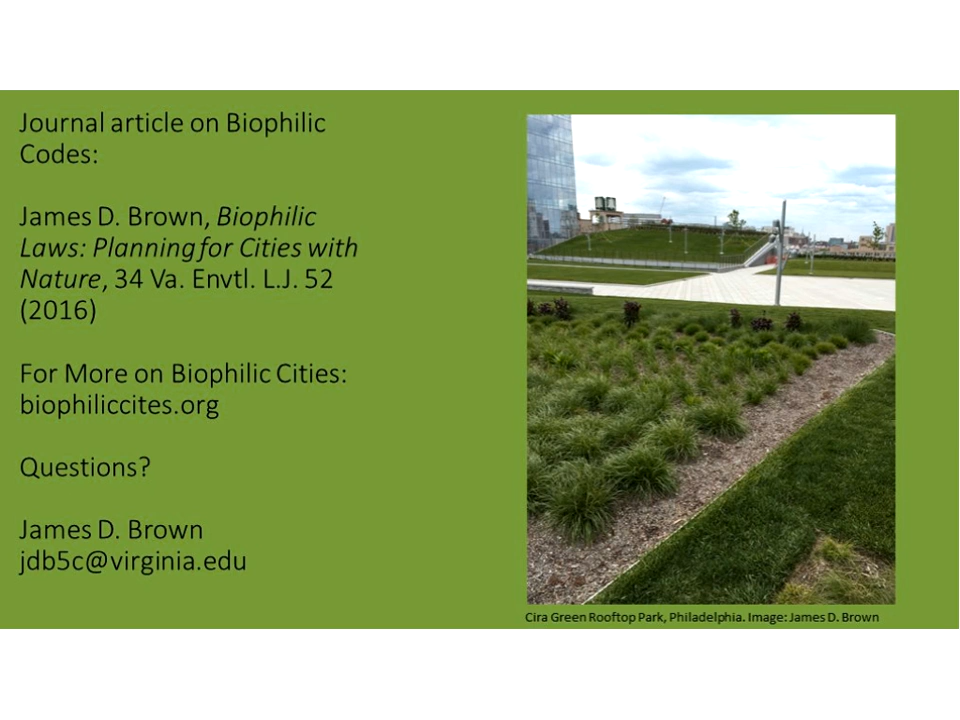 Journal article on Biophilic
Codes:
James D. Brown, Biophilic
Laws: Planning for Cities with
Nature, 34 Va. Envtl. L.J. 52
(2016)
For More on Biophilic Cities:
biophiliccites.org
Questions?
James D. Brown
jdb5c@virginia.edu
Cira Green Rooftop Park, Philadelphia. Image: James D. Brown